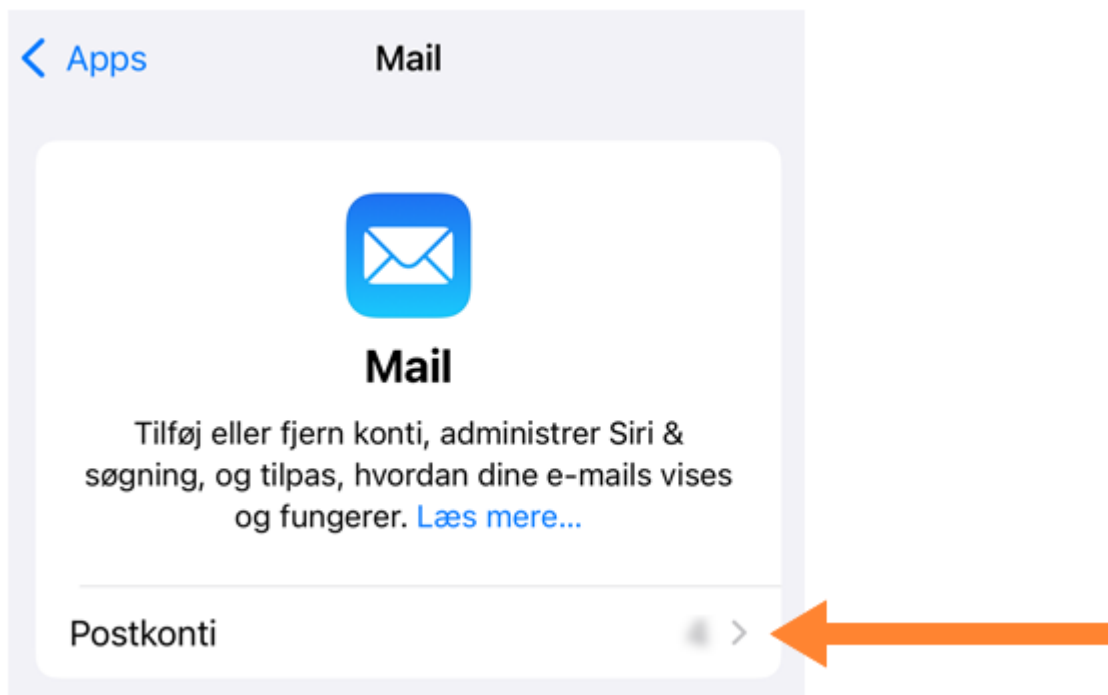 Apps
Mail
Mail
Tilføj eller fjern konti, administrer Siri &
søgning, og tilpas, hvordan dine e-mails vises
og fungerer. Læs mere...
Postkonti